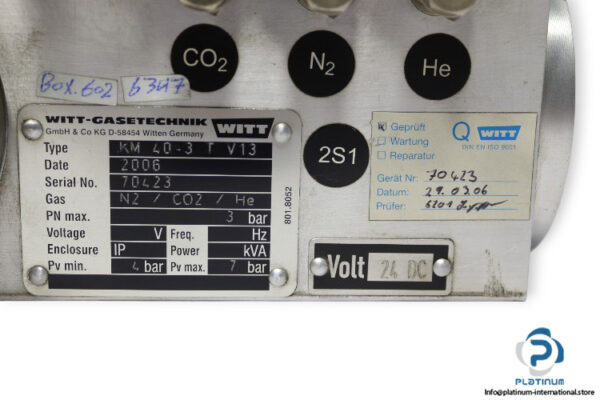 CO2
N2
He
Box.602
6347
WITT-GASETECHNIK
GmbH & Co KG D-58454 Witten Germany
WITT
Type KM 40-3 T V13
Date 2006
Serial No. 70423
Gas N2 / CO2 / He
PN max. 3 bar
Voltage V Freq. Hz
Enclosure IP Power kVA
Pv min. 4 bar Pv max. 7 bar
801.8052
2S1
Geprüft
Wartung
Reparatur
Q WITT
DIN EN ISO 9001
Gerät Nr: 70423
Datum: 29.03.06
Prüfer:
Volt 24 DC
PLATINUM
INTERNATIONAL
Info@platinum-international.store